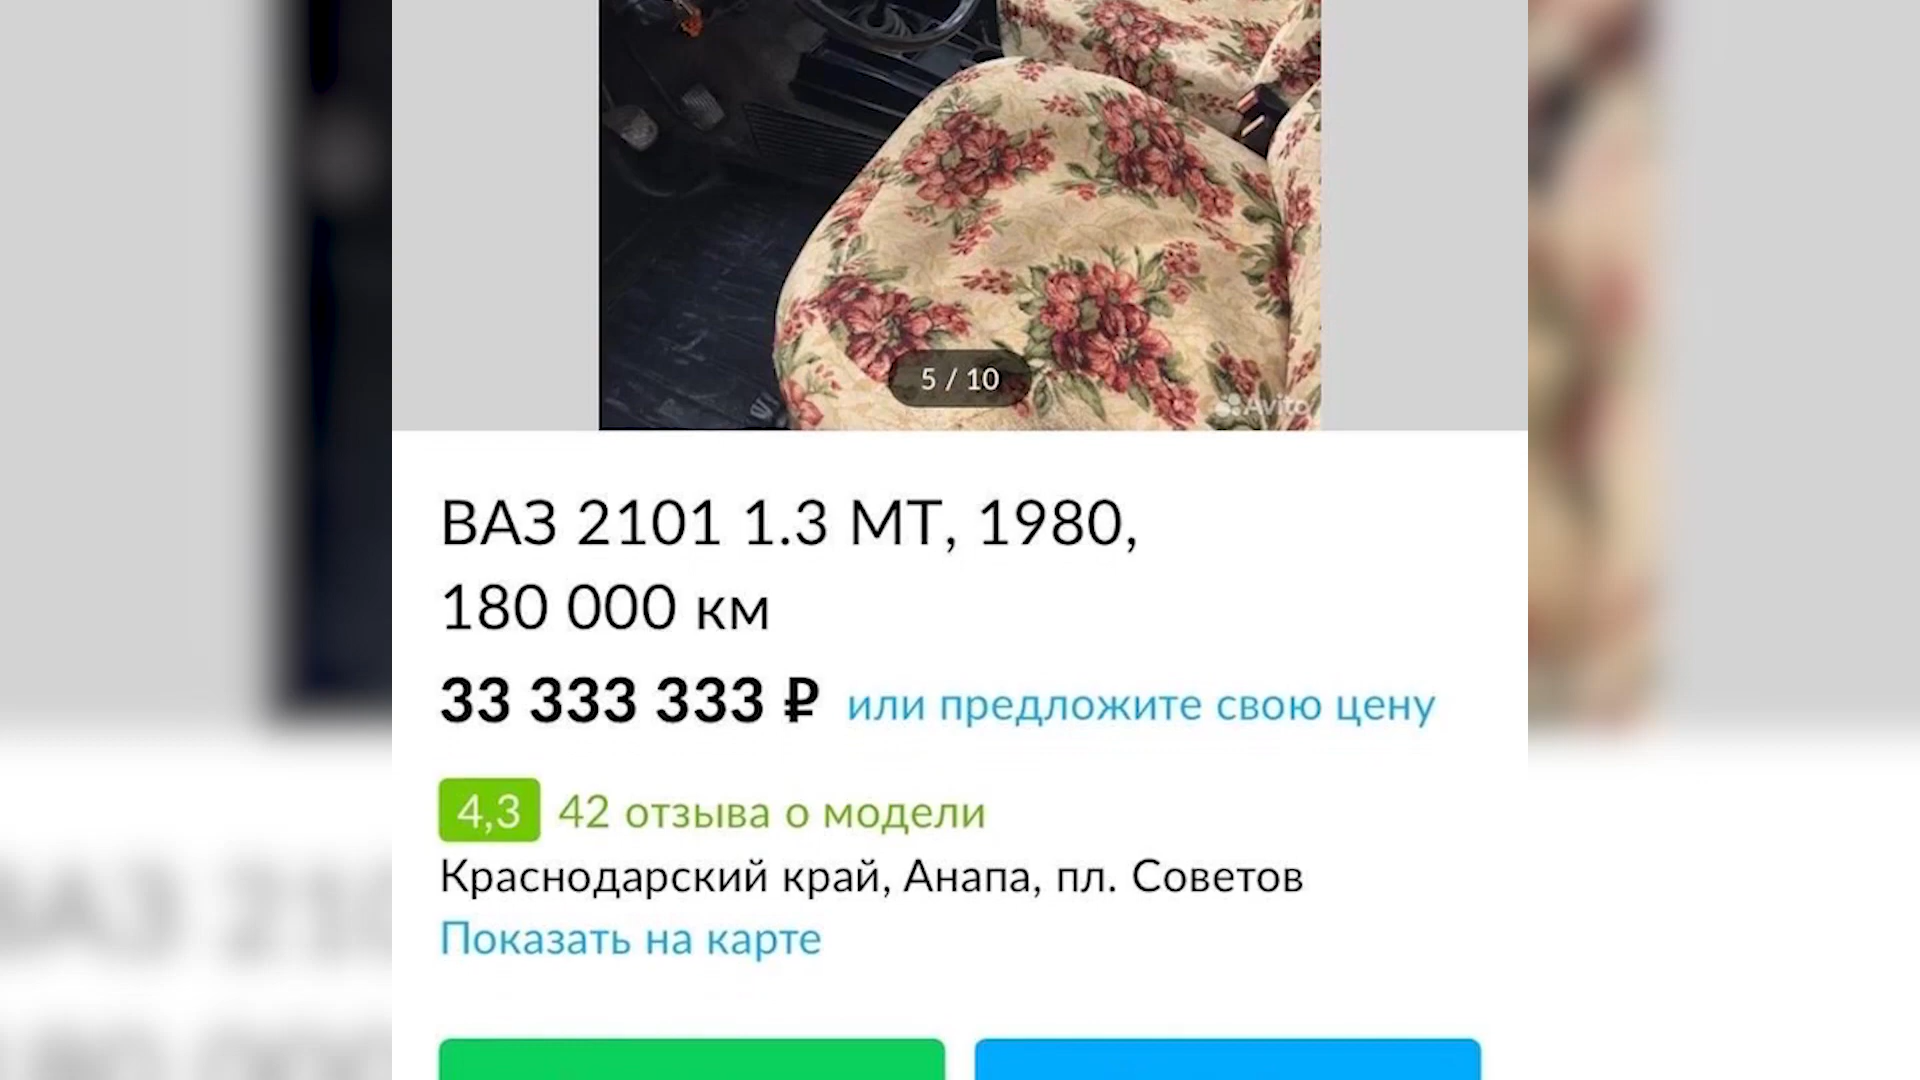 5 / 10
Avito
ВАЗ 2101 1.3 MT, 1980,
180 000 км
33 333 333 ₽ или предложите свою цену
4,3 42 отзыва о модели
Краснодарский край, Анапа, пл. Советов
Показать на карте